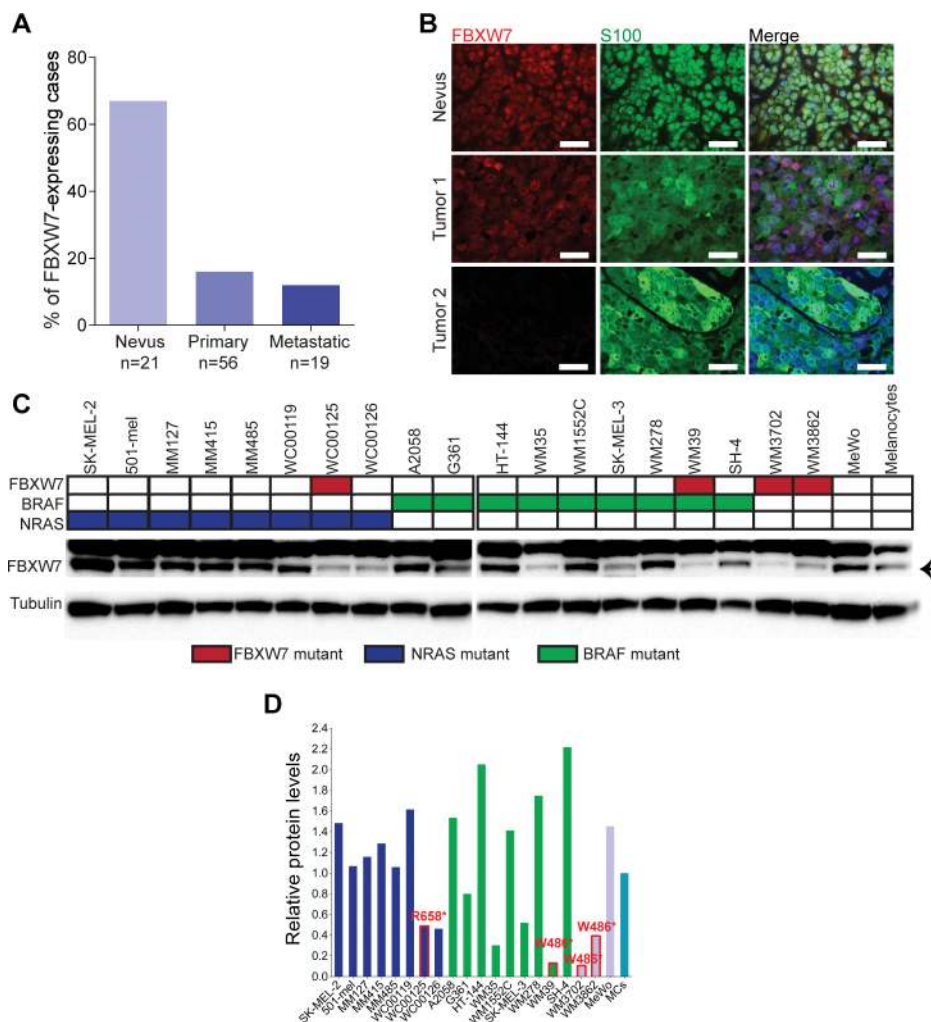 A
% of FBXW7-expressing cases
80
60
40
20
0
Nevus Primary Metastatic
n=21 n=56 n=19
B
FBXW7 S100 Merge
Nevus
Tumor 1
Tumor 2
C
SK-MEL-2 501-mel MM127 MM415 MM485 WC00119 WC00125 WC00126 A2058 G361 HT-144 WM35 WM1552C SK-MEL-3 WM278 WM39 SH-4 WM3702 WM3862 MeWo Melanocytes
FBXW7
BRAF
NRAS
FBXW7
Tubulin
FBXW7 mutant NRAS mutant BRAF mutant
D
Relative protein levels
2.4
2.2
2.0
1.8
1.6
1.4
1.2
1.0
0.8
0.6
0.4
0.2
0.0
R658*
W486*
W486*
W486*
SK-MEL-2 501-mel MM127 MM415 MM485 WC00119 WC00125 WC00126 A2058 G361 HT-144 WM35 WM1552C SK-MEL-3 WM278 WM39 SH-4 WM3702 WM3862 MeWo MCs